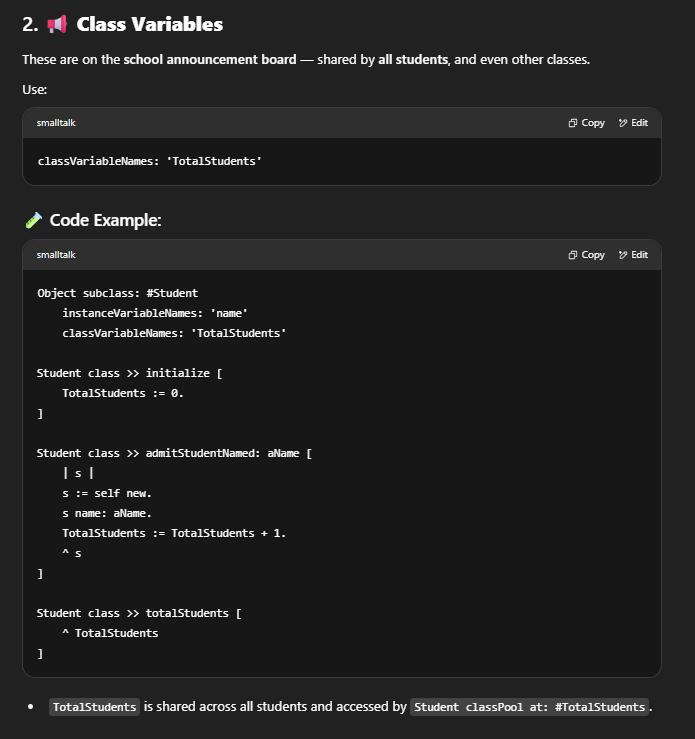 2. 📢 Class Variables
These are on the school announcement board — shared by all students, and even other classes.
Use:
smalltalk Copy Edit
classVariableNames: 'TotalStudents'
🧪 Code Example:
smalltalk Copy Edit
Object subclass: #Student
    instanceVariableNames: 'name'
    classVariableNames: 'TotalStudents'
Student class >> initialize [
    TotalStudents := 0.
]
Student class >> admitStudentNamed: aName [
    | s |
    s := self new.
    s name: aName.
    TotalStudents := TotalStudents + 1.
    ^ s
]
Student class >> totalStudents [
    ^ TotalStudents
]
• TotalStudents is shared across all students and accessed by Student classPool at: #TotalStudents.